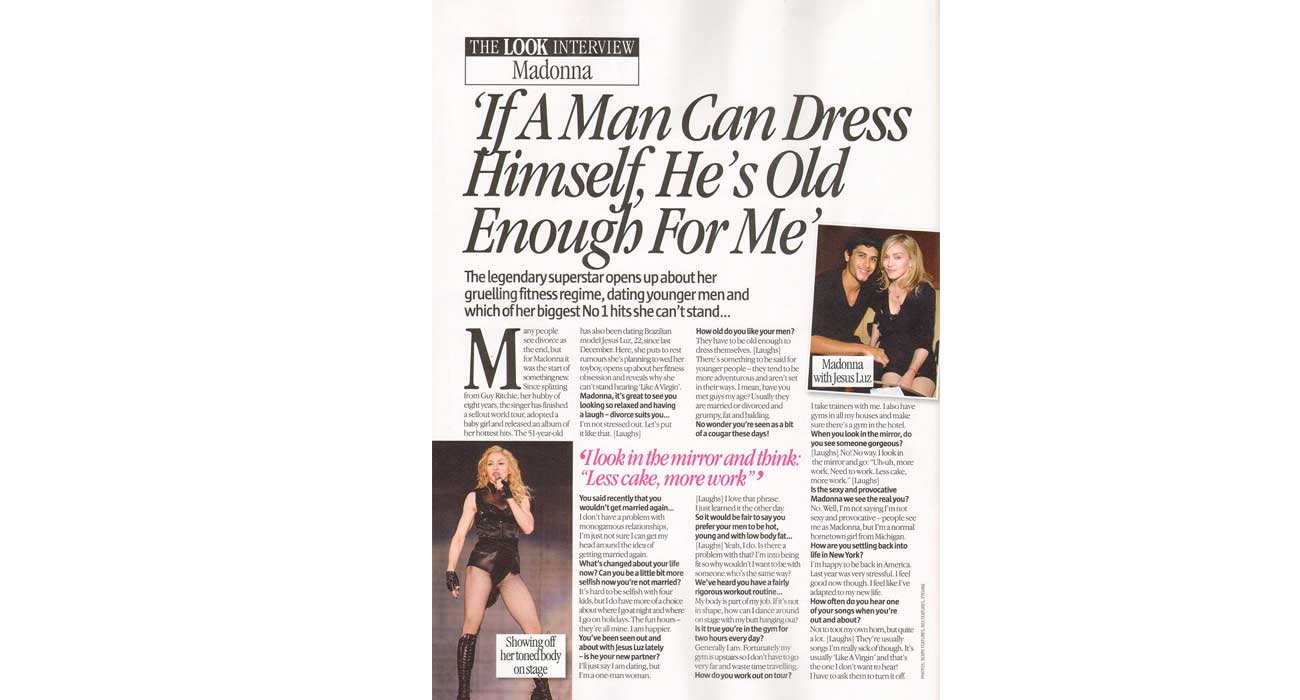 THE LOOK INTERVIEW
Madonna
‘If A Man Can Dress
Himself, He’s Old
Enough For Me’
The legendary superstar opens up about her
gruelling fitness regime, dating younger men and
which of her biggest No 1 hits she can’t stand...
Many people
see divorce as
the end, but
for Madonna it
was the start of
something new.
Since splitting
from Guy Ritchie, her hubby of
eight years, the singer has finished
a sellout world tour, adopted a
baby girl and released an album of
her hottest hits. The 51-year-old
has also been dating Brazilian
model Jesus Luz, 22, since last
December. Here, she puts to rest
rumours she’s planning to wed her
toyboy, opens up about her fitness
obsession and reveals why she
can’t stand hearing ‘Like A Virgin’.
Madonna, it’s great to see you
looking so relaxed and having
a laugh – divorce suits you...
I’m not stressed out. Let’s put
it like that. [Laughs]
‘I look in the mirror and think:
“Less cake, more work”’
You said recently that you
wouldn’t get married again...
I don’t have a problem with
monogamous relationships,
I’m just not sure I can get my
head around the idea of
getting married again.
What’s changed about your life
now? Can you be a little bit more
selfish now you’re not married?
It’s hard to be selfish with four
kids, but I do have more of a choice
about where I go at night and where
I go on holidays. The fun hours –
they’re all mine. I am happier.
You’ve been seen out and
about with Jesus Luz lately
– is he your new partner?
I’ll just say I am dating, but
I’m a one-man woman.
How old do you like your men?
They have to be old enough to
dress themselves. [Laughs]
There’s something to be said for
younger people – they tend to be
more adventurous and aren’t set
in their ways. I mean, have you
met guys my age? Usually they
are married or divorced and
grumpy, fat and balding.
No wonder you’re seen as a bit
of a cougar these days!
[Laughs] I love that phrase.
I just learned it the other day.
So it would be fair to say you
prefer your men to be hot,
young and with low body fat...
[Laughs] Yeah, I do. Is there a
problem with that? I’m into being
fit so why wouldn’t I want to be with
someone who’s the same way?
We’ve heard you have a fairly
rigorous workout routine...
My body is part of my job. If it’s not
in shape, how can I dance around
on stage with my butt hanging out?
Is it true you’re in the gym for
two hours every day?
Generally I am. Fortunately my
gym is upstairs so I don’t have to go
very far and waste time travelling.
How do you work out on tour?
I take trainers with me. I also have
gyms in all my houses and make
sure there’s a gym in the hotel.
When you look in the mirror, do
you see someone gorgeous?
[Laughs] No! No way. I look in
the mirror and go: “Uh-uh, more
work. Need to work. Less cake,
more work.” [Laughs]
Is the sexy and provocative
Madonna we see the real you?
No. Well, I’m not saying I’m not
sexy and provocative – people see
me as Madonna, but I’m a normal
hometown girl from Michigan.
How are you settling back into
life in New York?
I’m happy to be back in America.
Last year was very stressful. I feel
good now though. I feel like I’ve
adapted to my new life.
How often do you hear one
of your songs when you’re
out and about?
Not to toot my own horn, but quite
a lot. [Laughs] They’re usually
songs I’m really sick of though. It’s
usually ‘Like A Virgin’ and that’s
the one I don’t want to hear!
I have to ask them to turn it off.
Madonna
with Jesus Luz
Showing off
her toned body
on stage